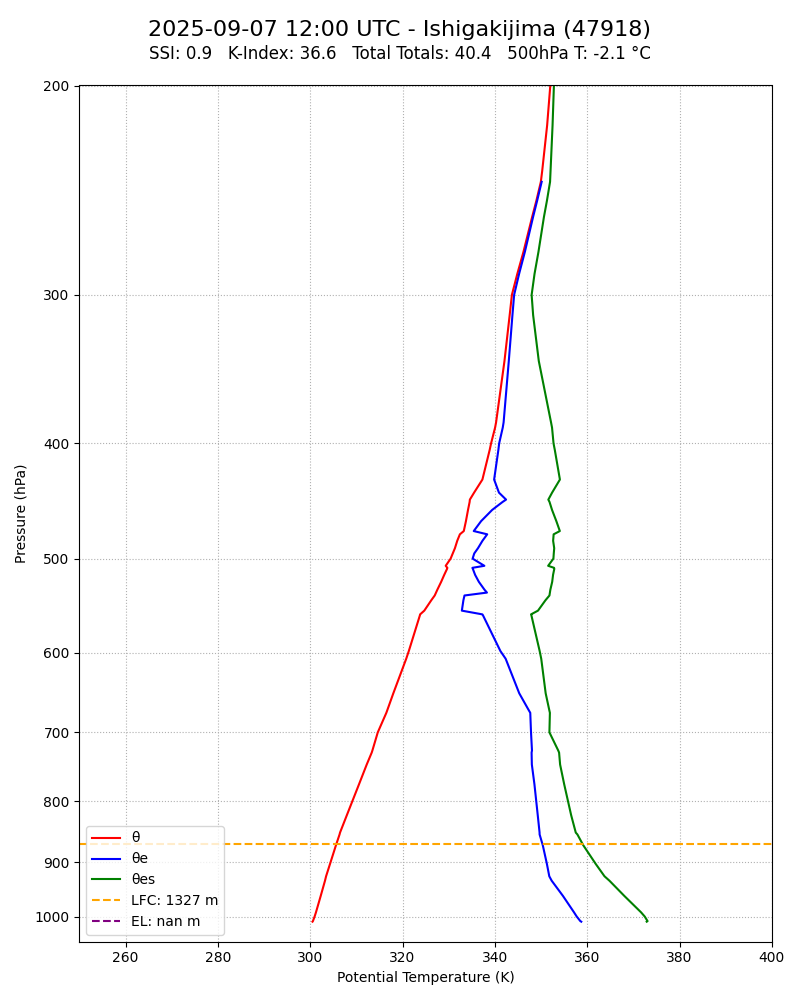 2025-09-07 12:00 UTC - Ishigakijima (47918)
SSI: 0.9   K-Index: 36.6   Total Totals: 40.4   500hPa T: -2.1 °C
200
300
400
500
600
700
800
900
1000
Pressure (hPa)
θ
θe
θes
LFC: 1327 m
EL: nan m
260 280 300 320 340 360 380 400
Potential Temperature (K)